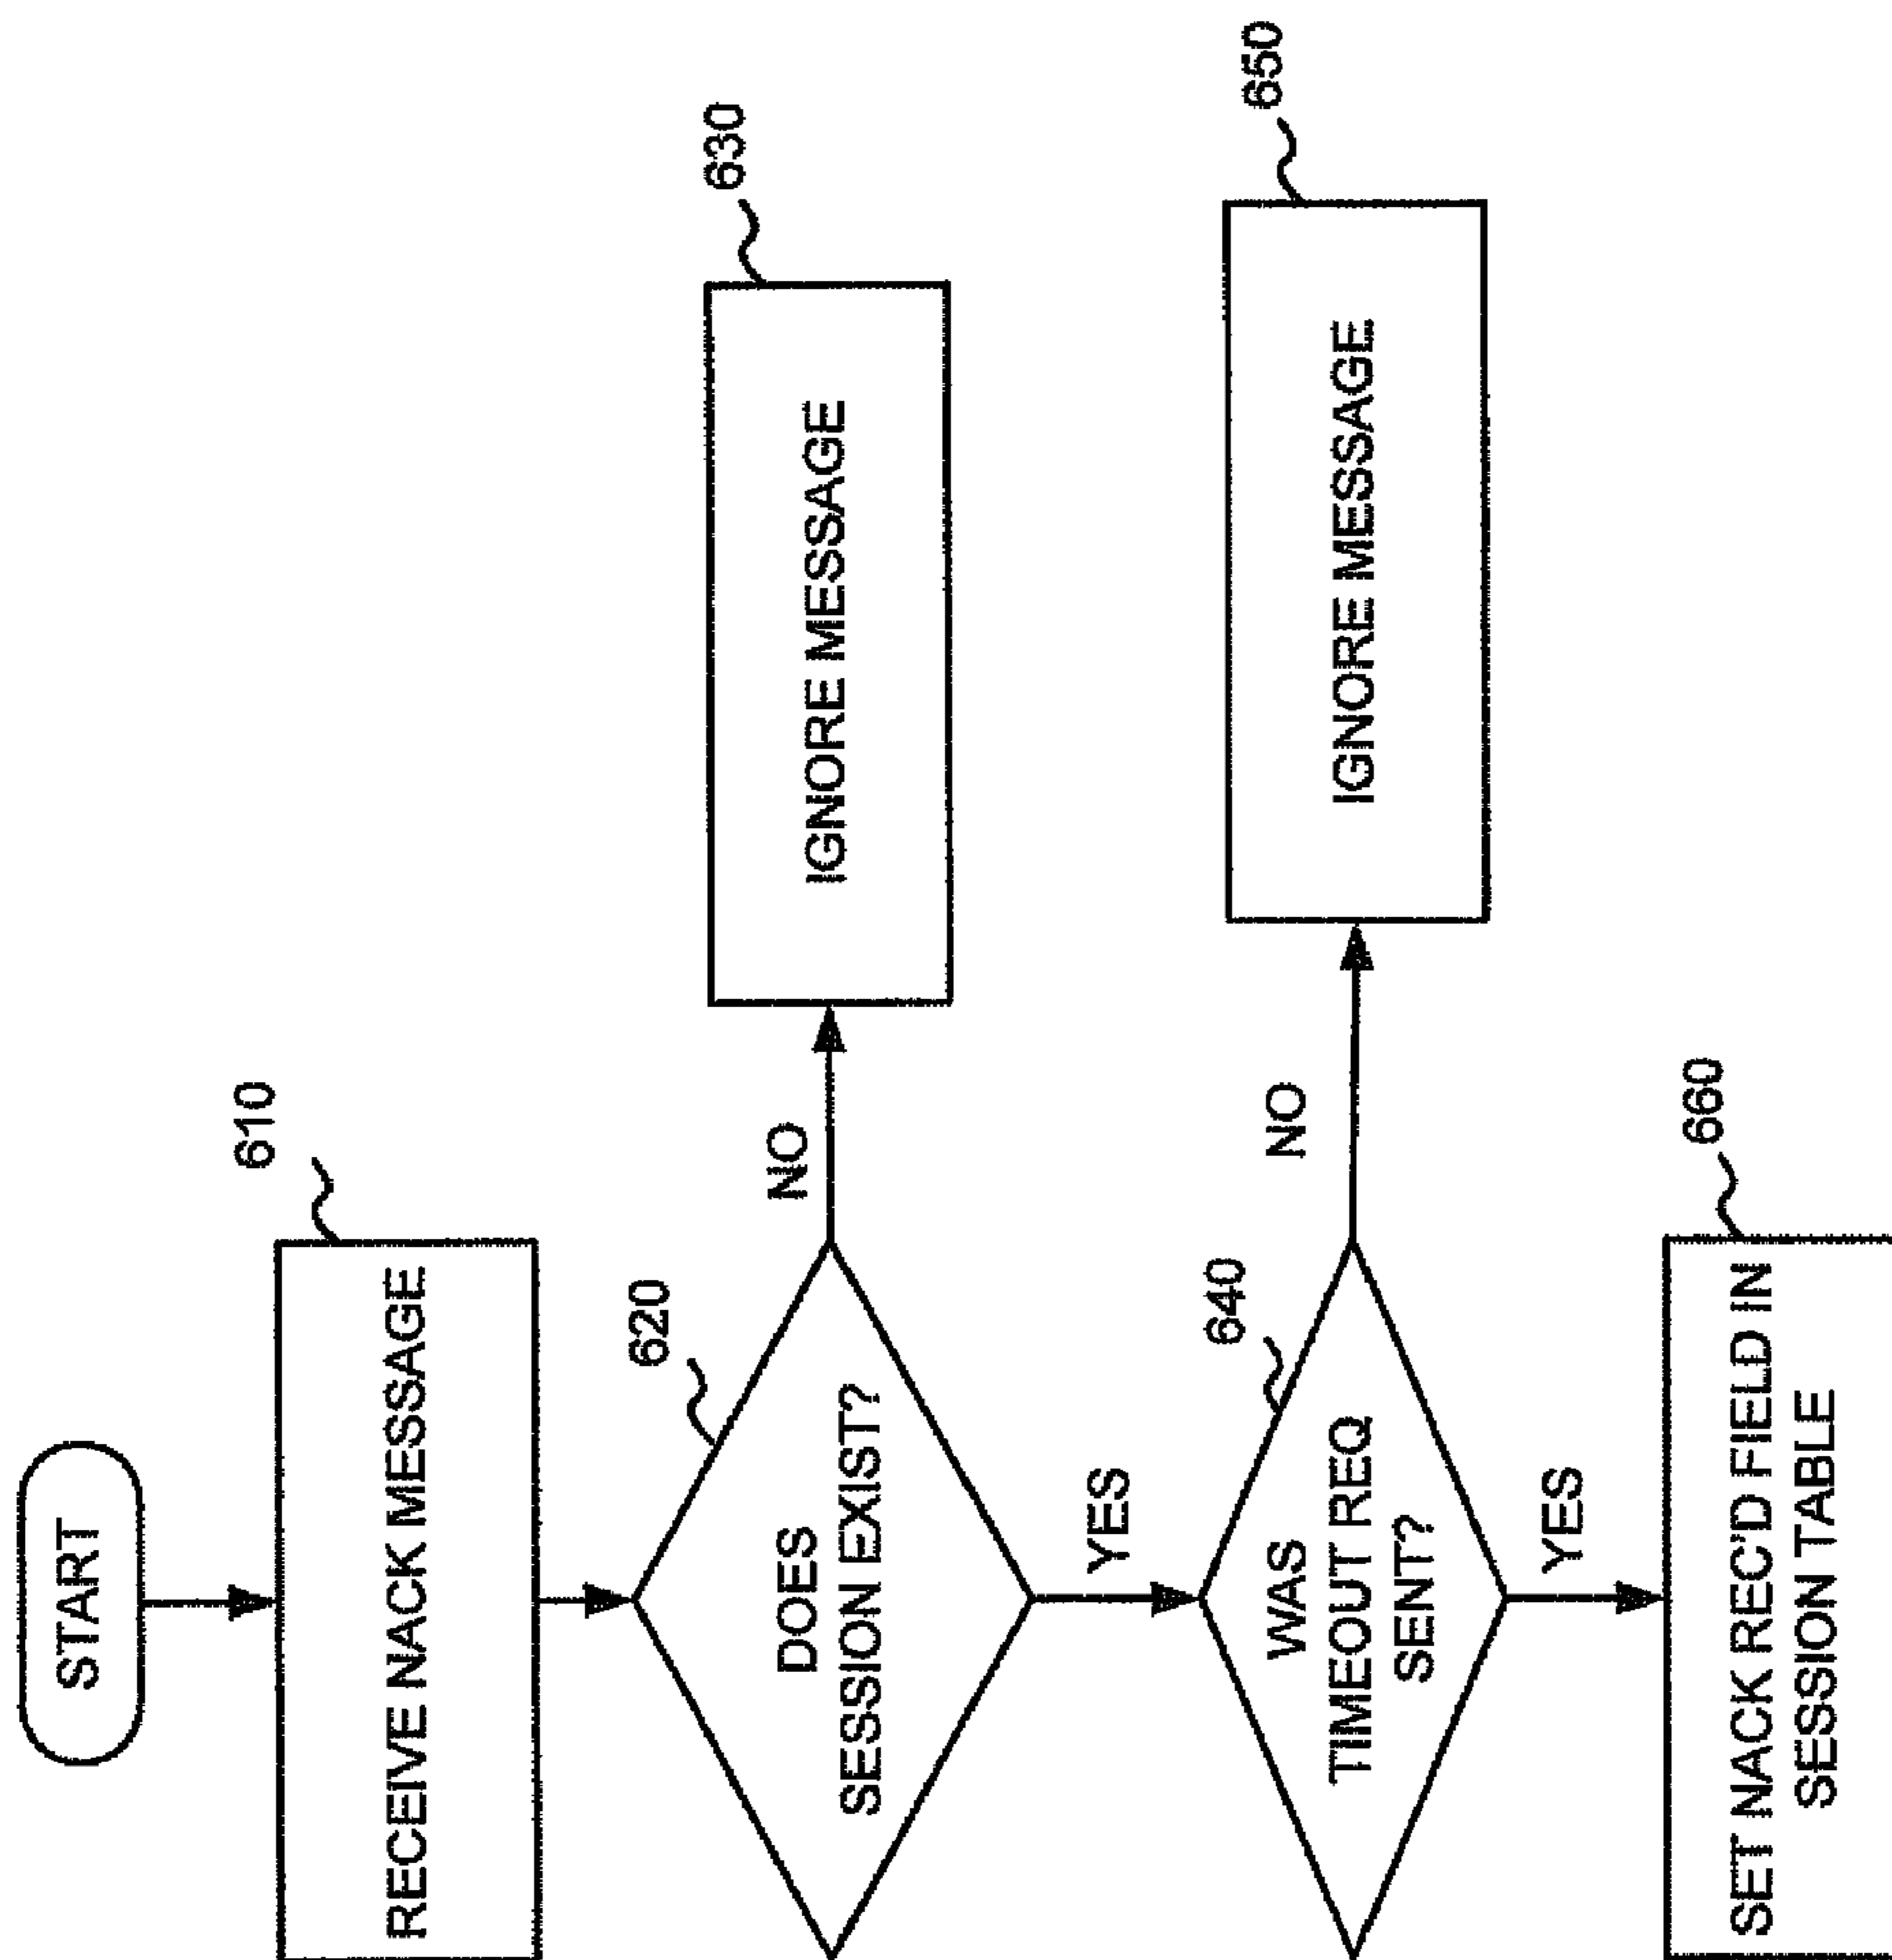 START
610
RECEIVE NACK MESSAGE
620
DOES
SESSION EXIST?
NO
630
IGNORE MESSAGE
YES
640
WAS
TIMEOUT REQ
SENT?
NO
650
IGNORE MESSAGE
YES
660
SET NACK REC'D FIELD IN
SESSION TABLE